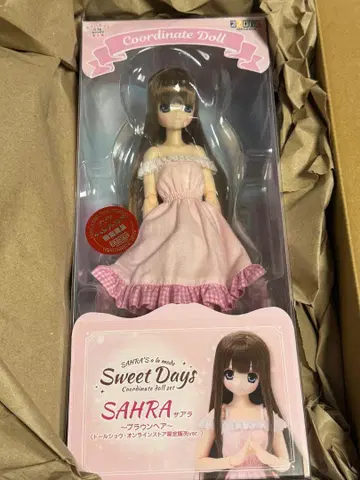 Coordinate Doll
SAHRA'S a la mode
Sweet Days
Coordinate doll set
SAHRA サアラ
～ブラウンヘア～
(ドールショウ・オンラインストア限定販売ver.)